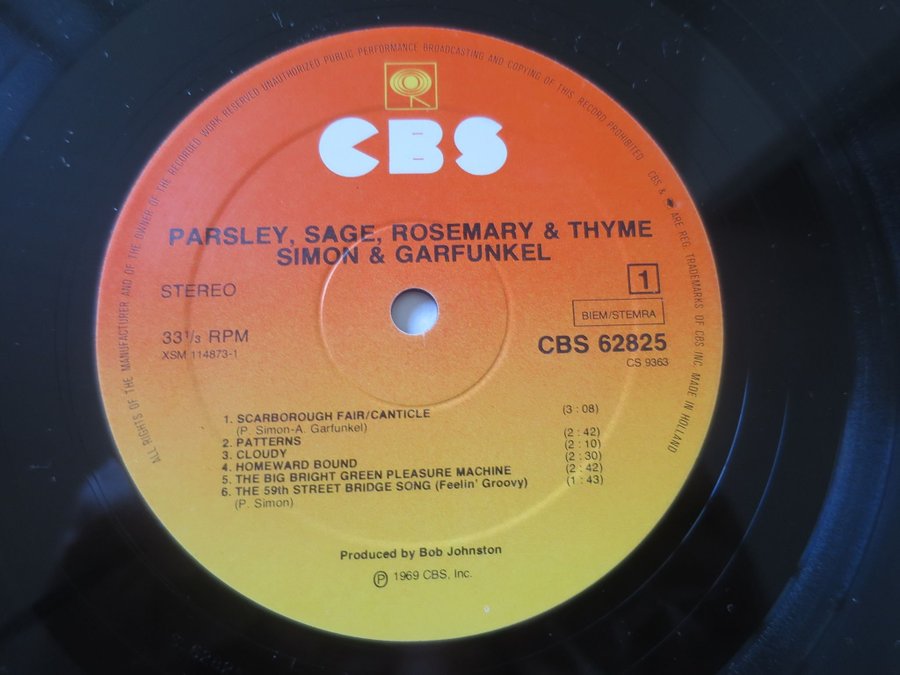 ALL RIGHTS OF THE MANUFACTURER AND OF THE OWNER OF THE RECORDED WORK RESERVED UNAUTHORIZED PUBLIC PERFORMANCE BROADCASTING AND COPYING OF THIS RECORD PROHIBITED CBS & ARE REG. TRADEMARKS OF CBS INC. MADE IN HOLLAND
CBS
PARSLEY, SAGE, ROSEMARY & THYME
SIMON & GARFUNKEL
STEREO
1
BIEM/STEMRA
33 1/3 RPM
CBS 62825
XSM 114873-1
CS 9363
1. SCARBOROUGH FAIR/CANTICLE (3 : 08)
(P. Simon-A. Garfunkel)
2. PATTERNS (2 : 42)
3. CLOUDY (2 : 10)
4. HOMEWARD BOUND (2 : 30)
5. THE BIG BRIGHT GREEN PLEASURE MACHINE (2 : 42)
6. THE 59th STREET BRIDGE SONG (Feelin' Groovy) (1 : 43)
(P. Simon)
Produced by Bob Johnston
Ⓟ 1969 CBS, Inc.